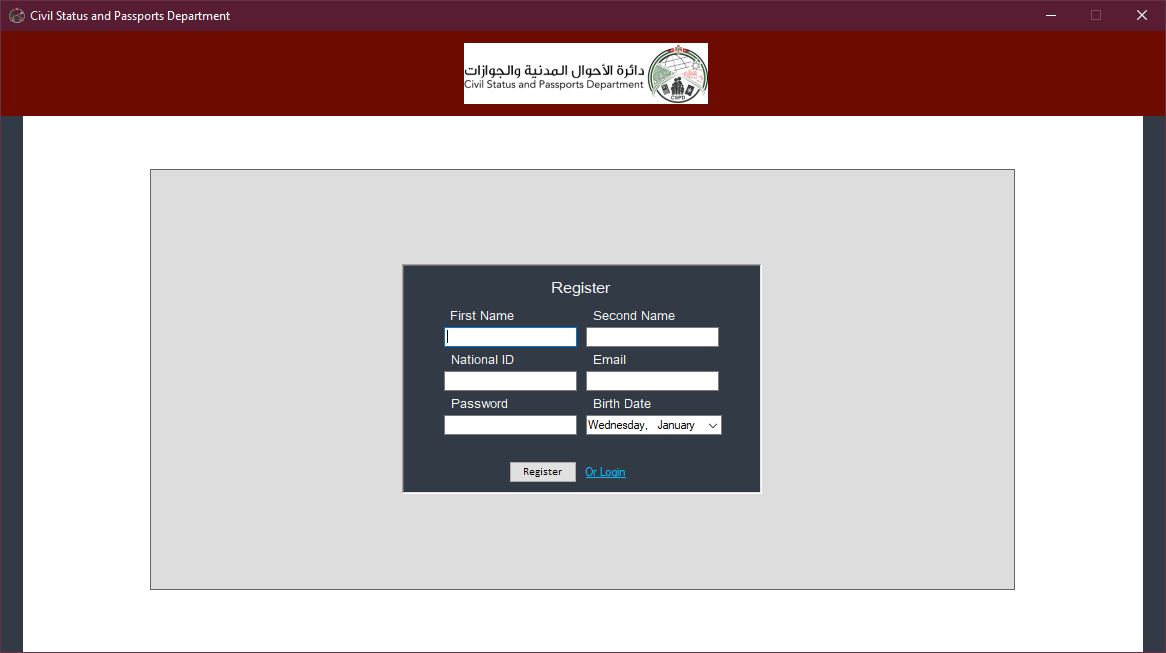 Civil Status and Passports Department
دائرة الأحوال المدنية والجوازات
Civil Status and Passports Department
CSPD
Register
First Name
Second Name
National ID
Email
Password
Birth Date
Wednesday, January
Register
Or Login